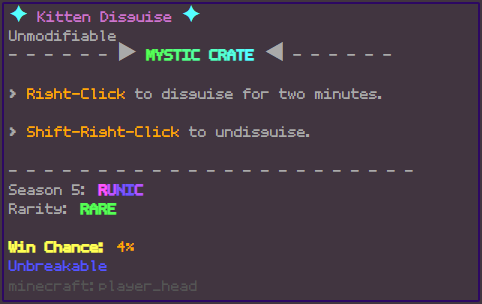 ✦ Kitten Disguise ✦
Unmodifiable
- - - - - - ▶ MYSTIC CRATE ◀ - - - - - -
> Right-Click to disguise for two minutes.
> Shift-Right-Click to undisguise.
- - - - - - - - - - - - - - - - - - - - - - - -
Season 5: RUNIC
Rarity: RARE
Win Chance: 4%
Unbreakable
minecraft:player_head